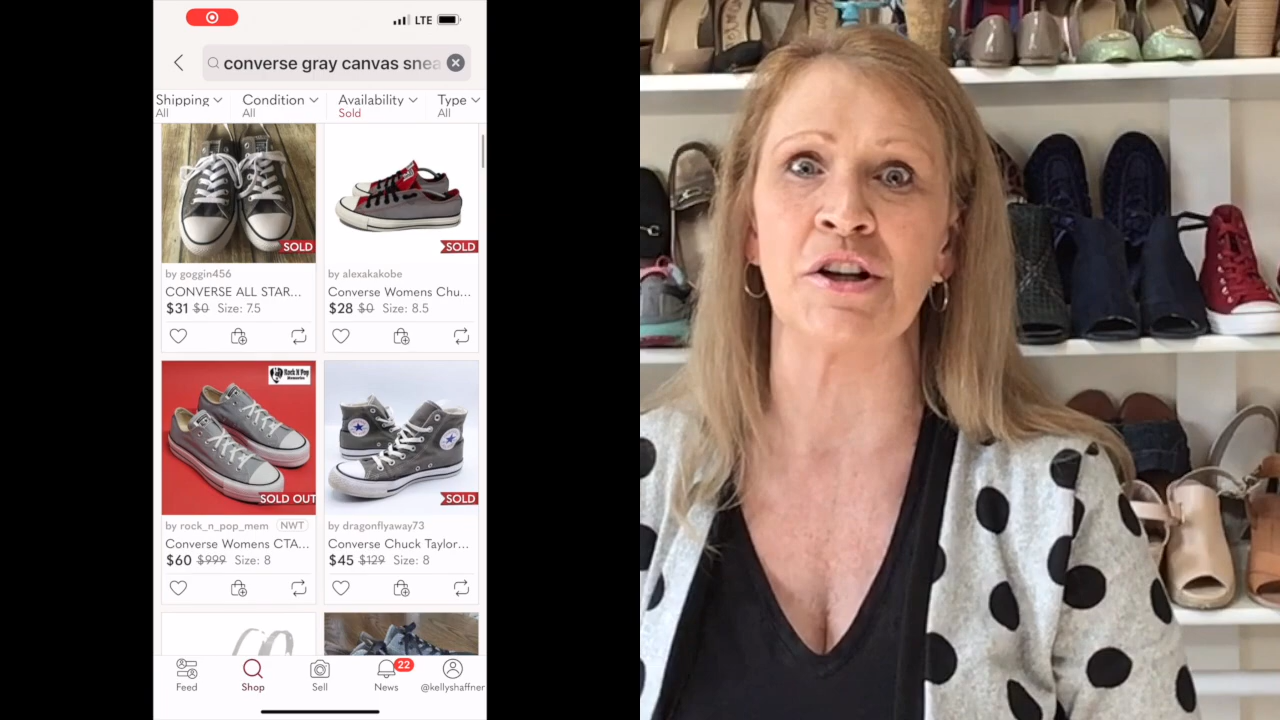 LTE
converse gray canvas snea
Shipping
All
Condition
All
Availability
Sold
Type
All
SOLD
SOLD
by goggin456
by alexakakobe
CONVERSE ALL STAR...
Converse Womens Chu...
$31 $0 Size: 7.5
$28 $0 Size: 8.5
Rock N Pop
Memories
SOLD OUT
SOLD
by rock_n_pop_mem NWT
by dragonflyaway73
Converse Womens CTA...
Converse Chuck Taylor...
$60 $999 Size: 8
$45 $129 Size: 8
22
Feed
Shop
Sell
News
@kellyshaffner